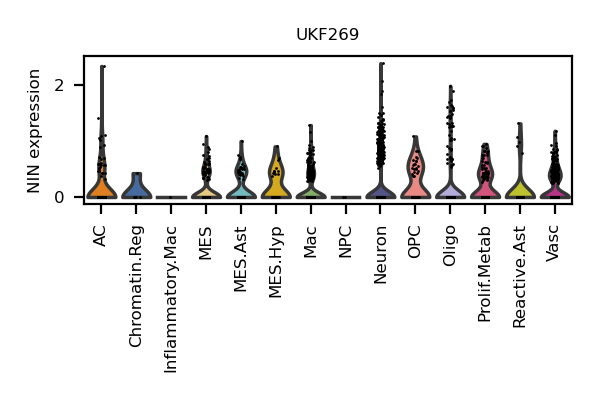 UKF269
NIN expression
2
0
AC
Chromatin.Reg
Inflammatory.Mac
MES
MES.Ast
MES.Hyp
Mac
NPC
Neuron
OPC
Oligo
Prolif.Metab
Reactive.Ast
Vasc